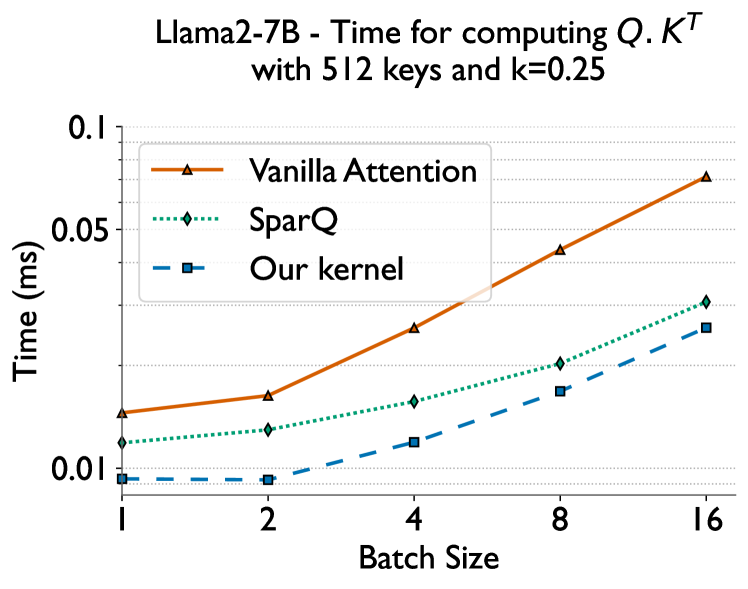 Llama2-7B - Time for computing Q. K^T
with 512 keys and k=0.25
0.1
0.05
0.01
Time (ms)
Vanilla Attention
SparQ
Our kernel
1 2 4 8 16
Batch Size